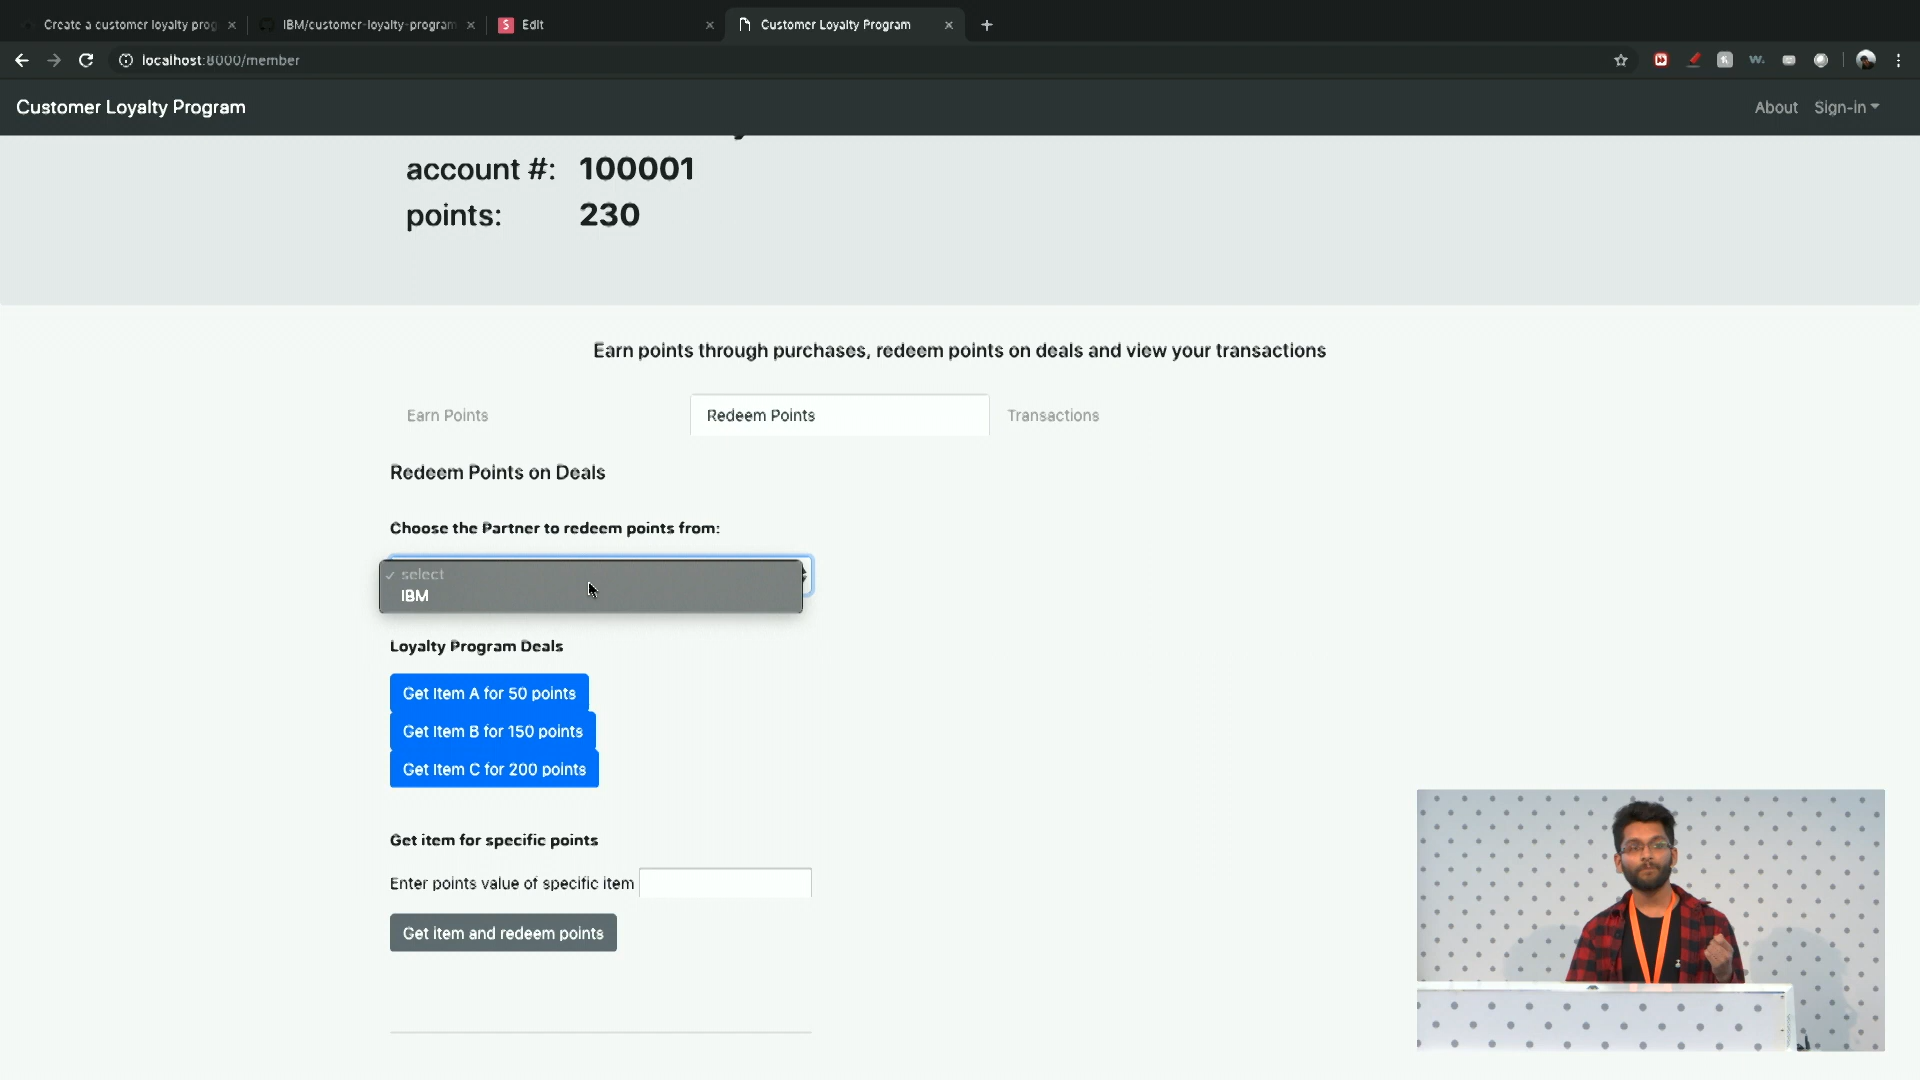 Create a customer loyalty prog
IBM/customer-loyalty-program
Edit
Customer Loyalty Program
localhost:8000/member
Customer Loyalty Program
About
Sign-in
account #: 100001
points: 230
Earn points through purchases, redeem points on deals and view your transactions
Earn Points
Redeem Points
Transactions
Redeem Points on Deals
Choose the Partner to redeem points from:
✓ select
IBM
Loyalty Program Deals
Get Item A for 50 points
Get Item B for 150 points
Get Item C for 200 points
Get item for specific points
Enter points value of specific item
Get item and redeem points